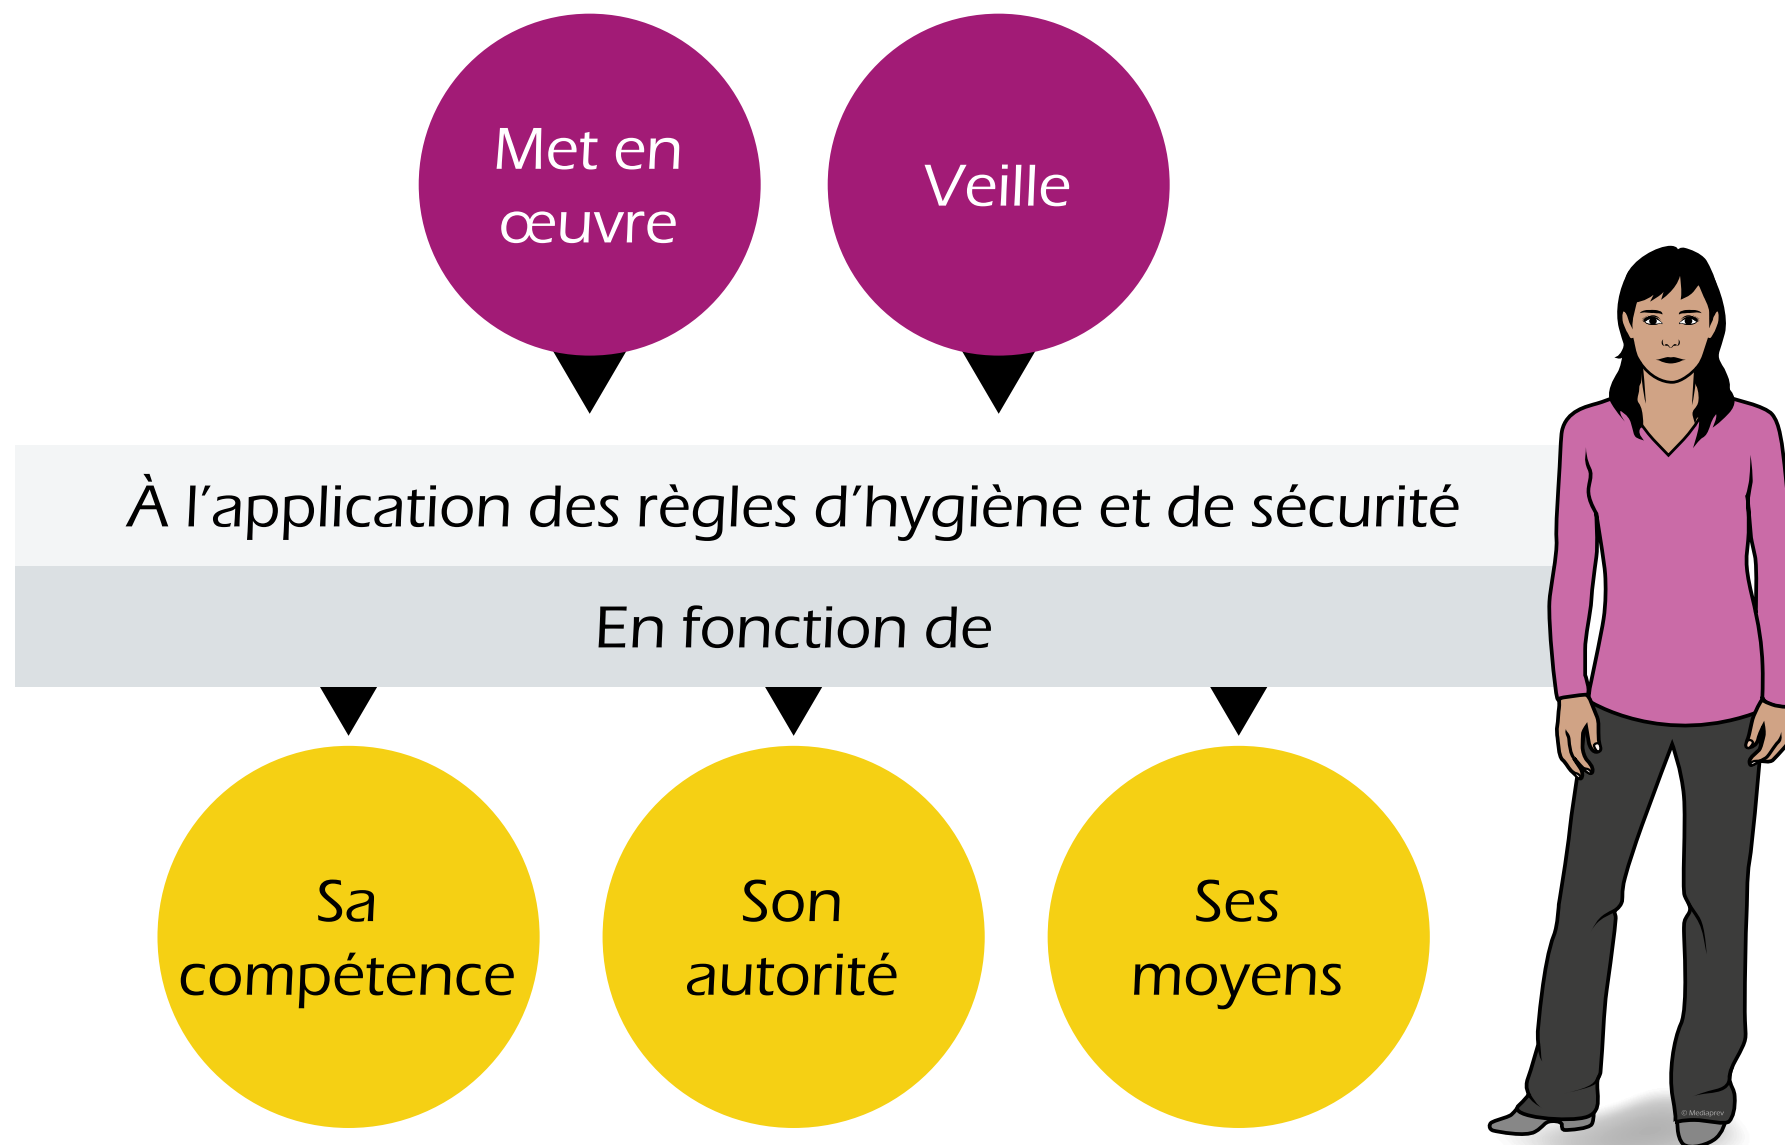 Met en
œuvre
Veille
À l’application des règles d’hygiène et de sécurité
En fonction de
Sa
compétence
Son
autorité
Ses
moyens
© Mediaprev